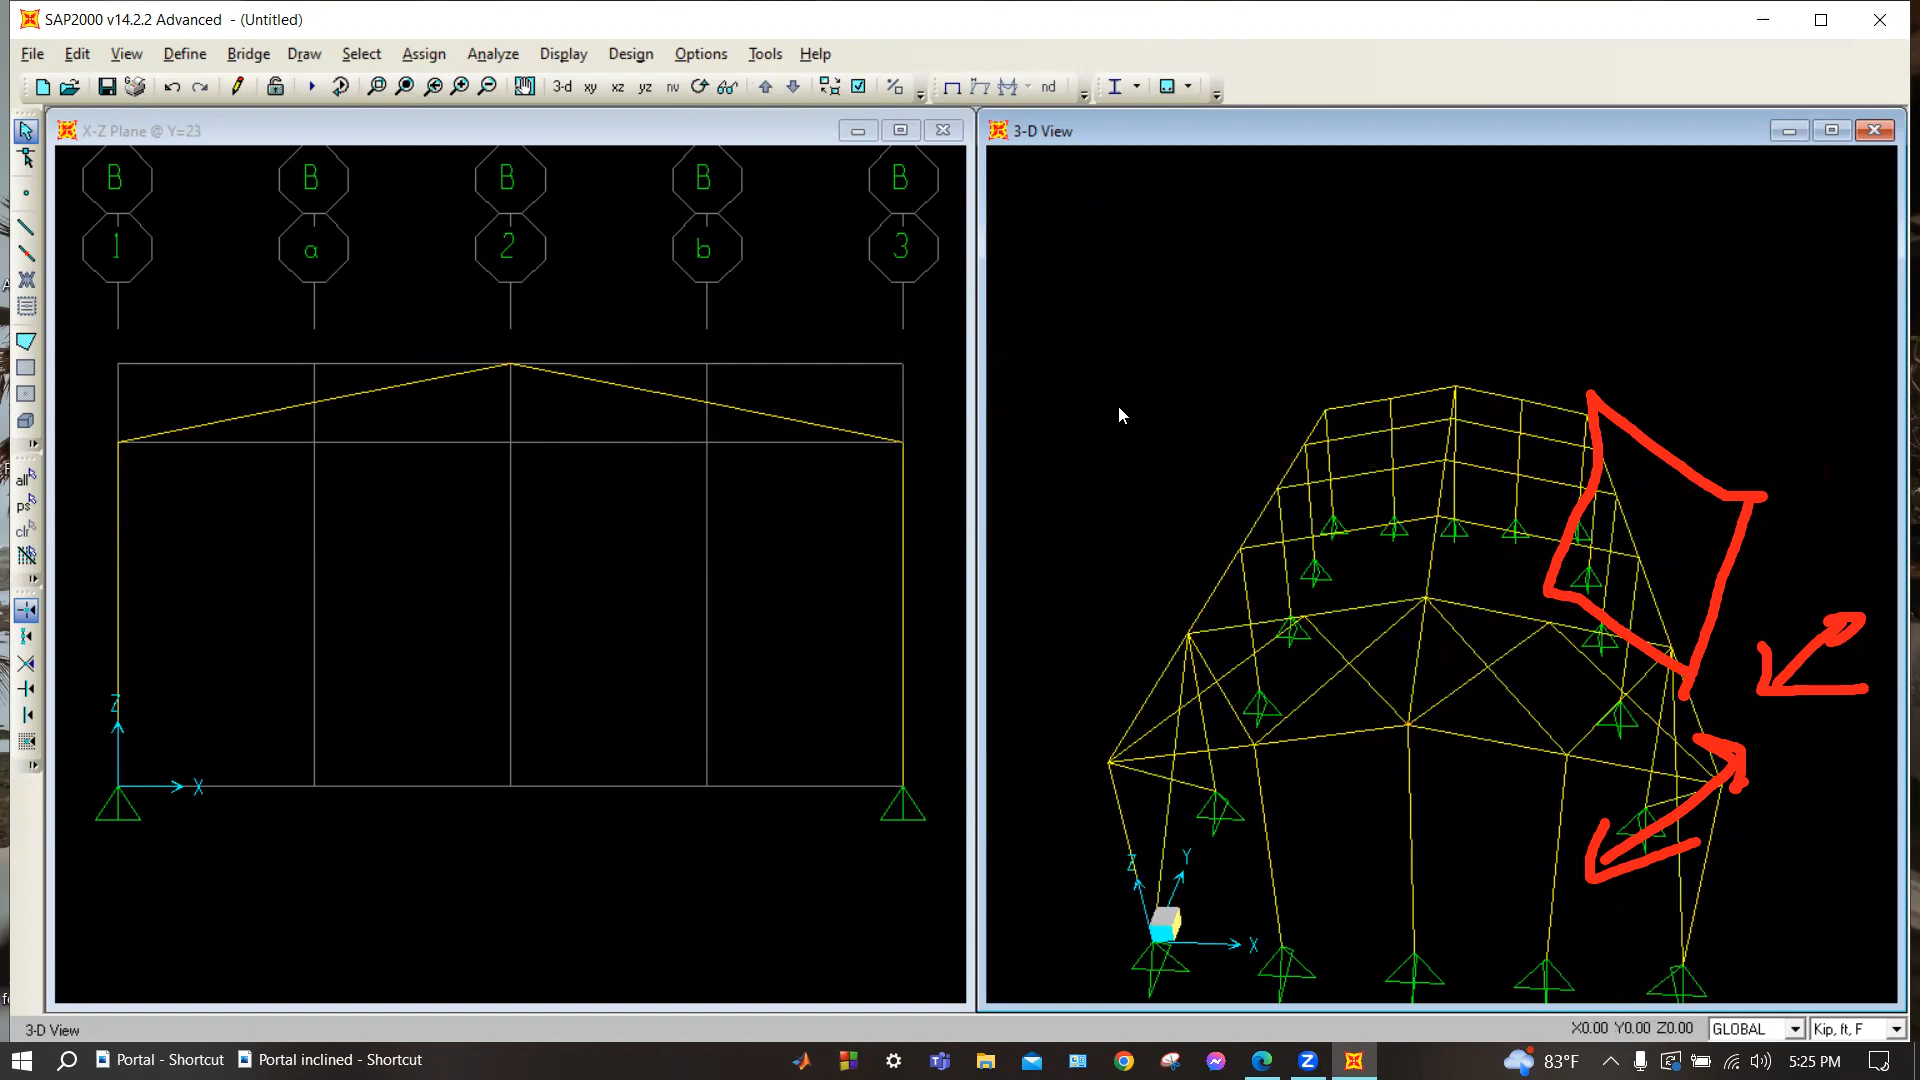 SAP2000 v14.2.2 Advanced - (Untitled)
File Edit View Define Bridge Draw Select Assign Analyze Display Design Options Tools Help
3-d xy xz yz nv nd
X-Z Plane @ Y=23
3-D View
B B B B B
1 a 2 b 3
all
ps
clr
Z
X
Z
Y
X
3-D View
X0.00 Y0.00 Z0.00
GLOBAL
Kip, ft, F
Portal - Shortcut
Portal inclined - Shortcut
83°F
5:25 PM